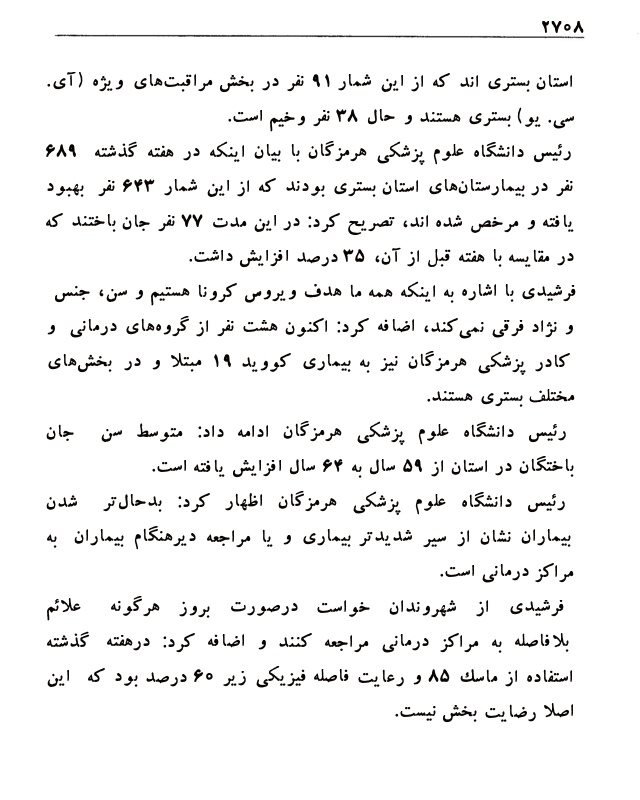 ۲۷۰۸
استان بستری اند که از این شمار ۹۱ نفر در بخش مراقبت‌های ویژه (آی.
سی. یو) بستری هستند و حال ۳۸ نفر وخیم است.
رئیس دانشگاه علوم پزشکی هرمزگان با بیان اینکه در هفته گذشته ۶۸۹
نفر در بیمارستان‌های استان بستری بودند که از این شمار ۶۴۳ نفر بهبود
یافته و مرخص شده اند، تصریح کرد: در این مدت ۷۷ نفر جان باختند که
در مقایسه با هفته قبل از آن، ۳۵ درصد افزایش داشت.
فرشیدی با اشاره به اینکه همه ما هدف ویروس کرونا هستیم و سن، جنس
و نژاد فرقی نمی‌کند، اضافه کرد: اکنون هشت نفر از گروه‌های درمانی و
کادر پزشکی هرمزگان نیز به بیماری کووید ۱۹ مبتلا و در بخش‌های
مختلف بستری هستند.
رئیس دانشگاه علوم پزشکی هرمزگان ادامه داد: متوسط سن جان
باختگان در استان از ۵۹ سال به ۶۴ سال افزایش یافته است.
رئیس دانشگاه علوم پزشکی هرمزگان اظهار کرد: بدحال‌تر شدن
بیماران نشان از سیر شدیدتر بیماری و یا مراجعه دیرهنگام بیماران به
مراکز درمانی است.
فرشیدی از شهروندان خواست درصورت بروز هرگونه علائم
بلافاصله به مراکز درمانی مراجعه کنند و اضافه کرد: درهفته گذشته
استفاده از ماسك ۸۵ و رعایت فاصله فیزیکی زیر ۶۰ درصد بود که این
اصلا رضایت بخش نیست.